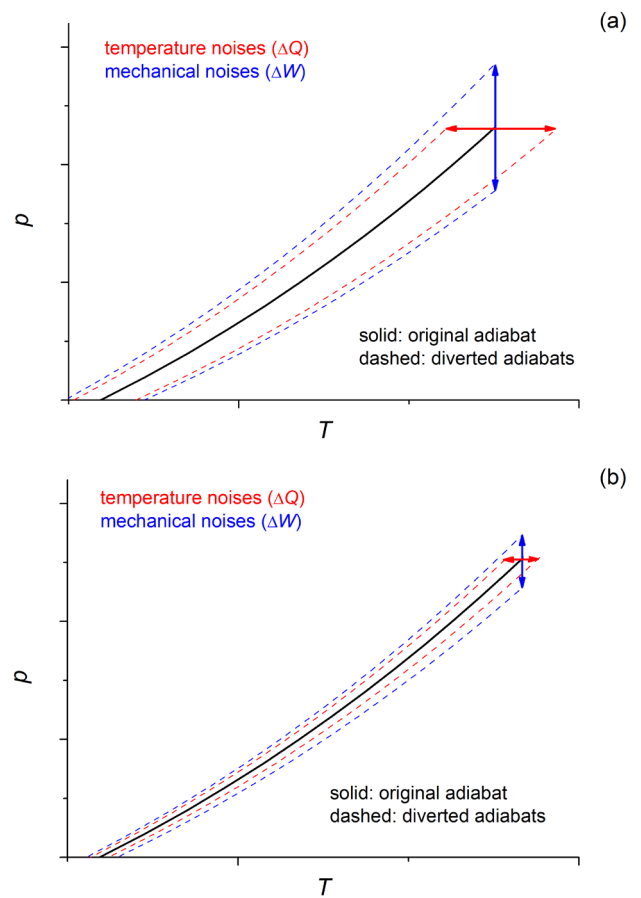 (a)
temperature noises (ΔQ)
mechanical noises (ΔW)
p
solid: original adiabat
dashed: diverted adiabats
T
(b)
temperature noises (ΔQ)
mechanical noises (ΔW)
p
solid: original adiabat
dashed: diverted adiabats
T